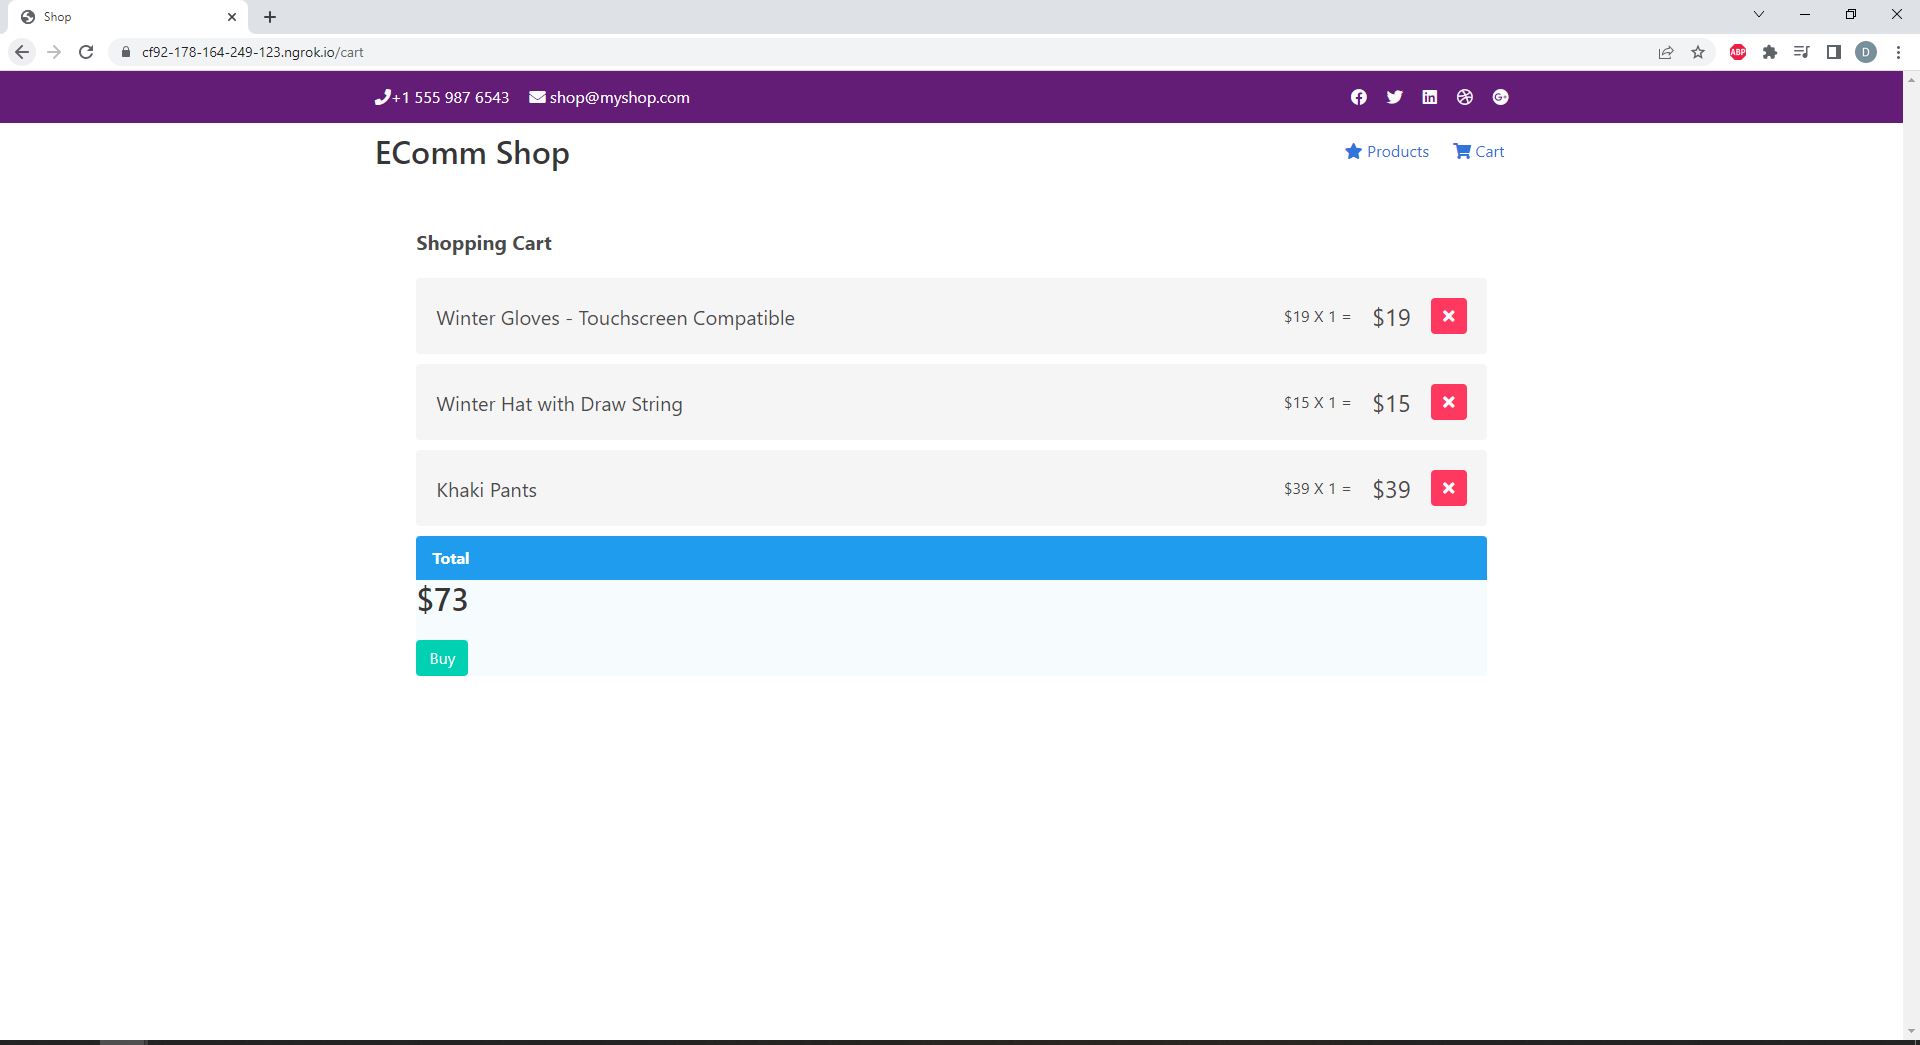 Shop
cf92-178-164-249-123.ngrok.io/cart
ABP
D
+1 555 987 6543 shop@myshop.com
EComm Shop
Products Cart
Shopping Cart
Winter Gloves - Touchscreen Compatible $19 X 1 = $19
Winter Hat with Draw String $15 X 1 = $15
Khaki Pants $39 X 1 = $39
Total
$73
Buy